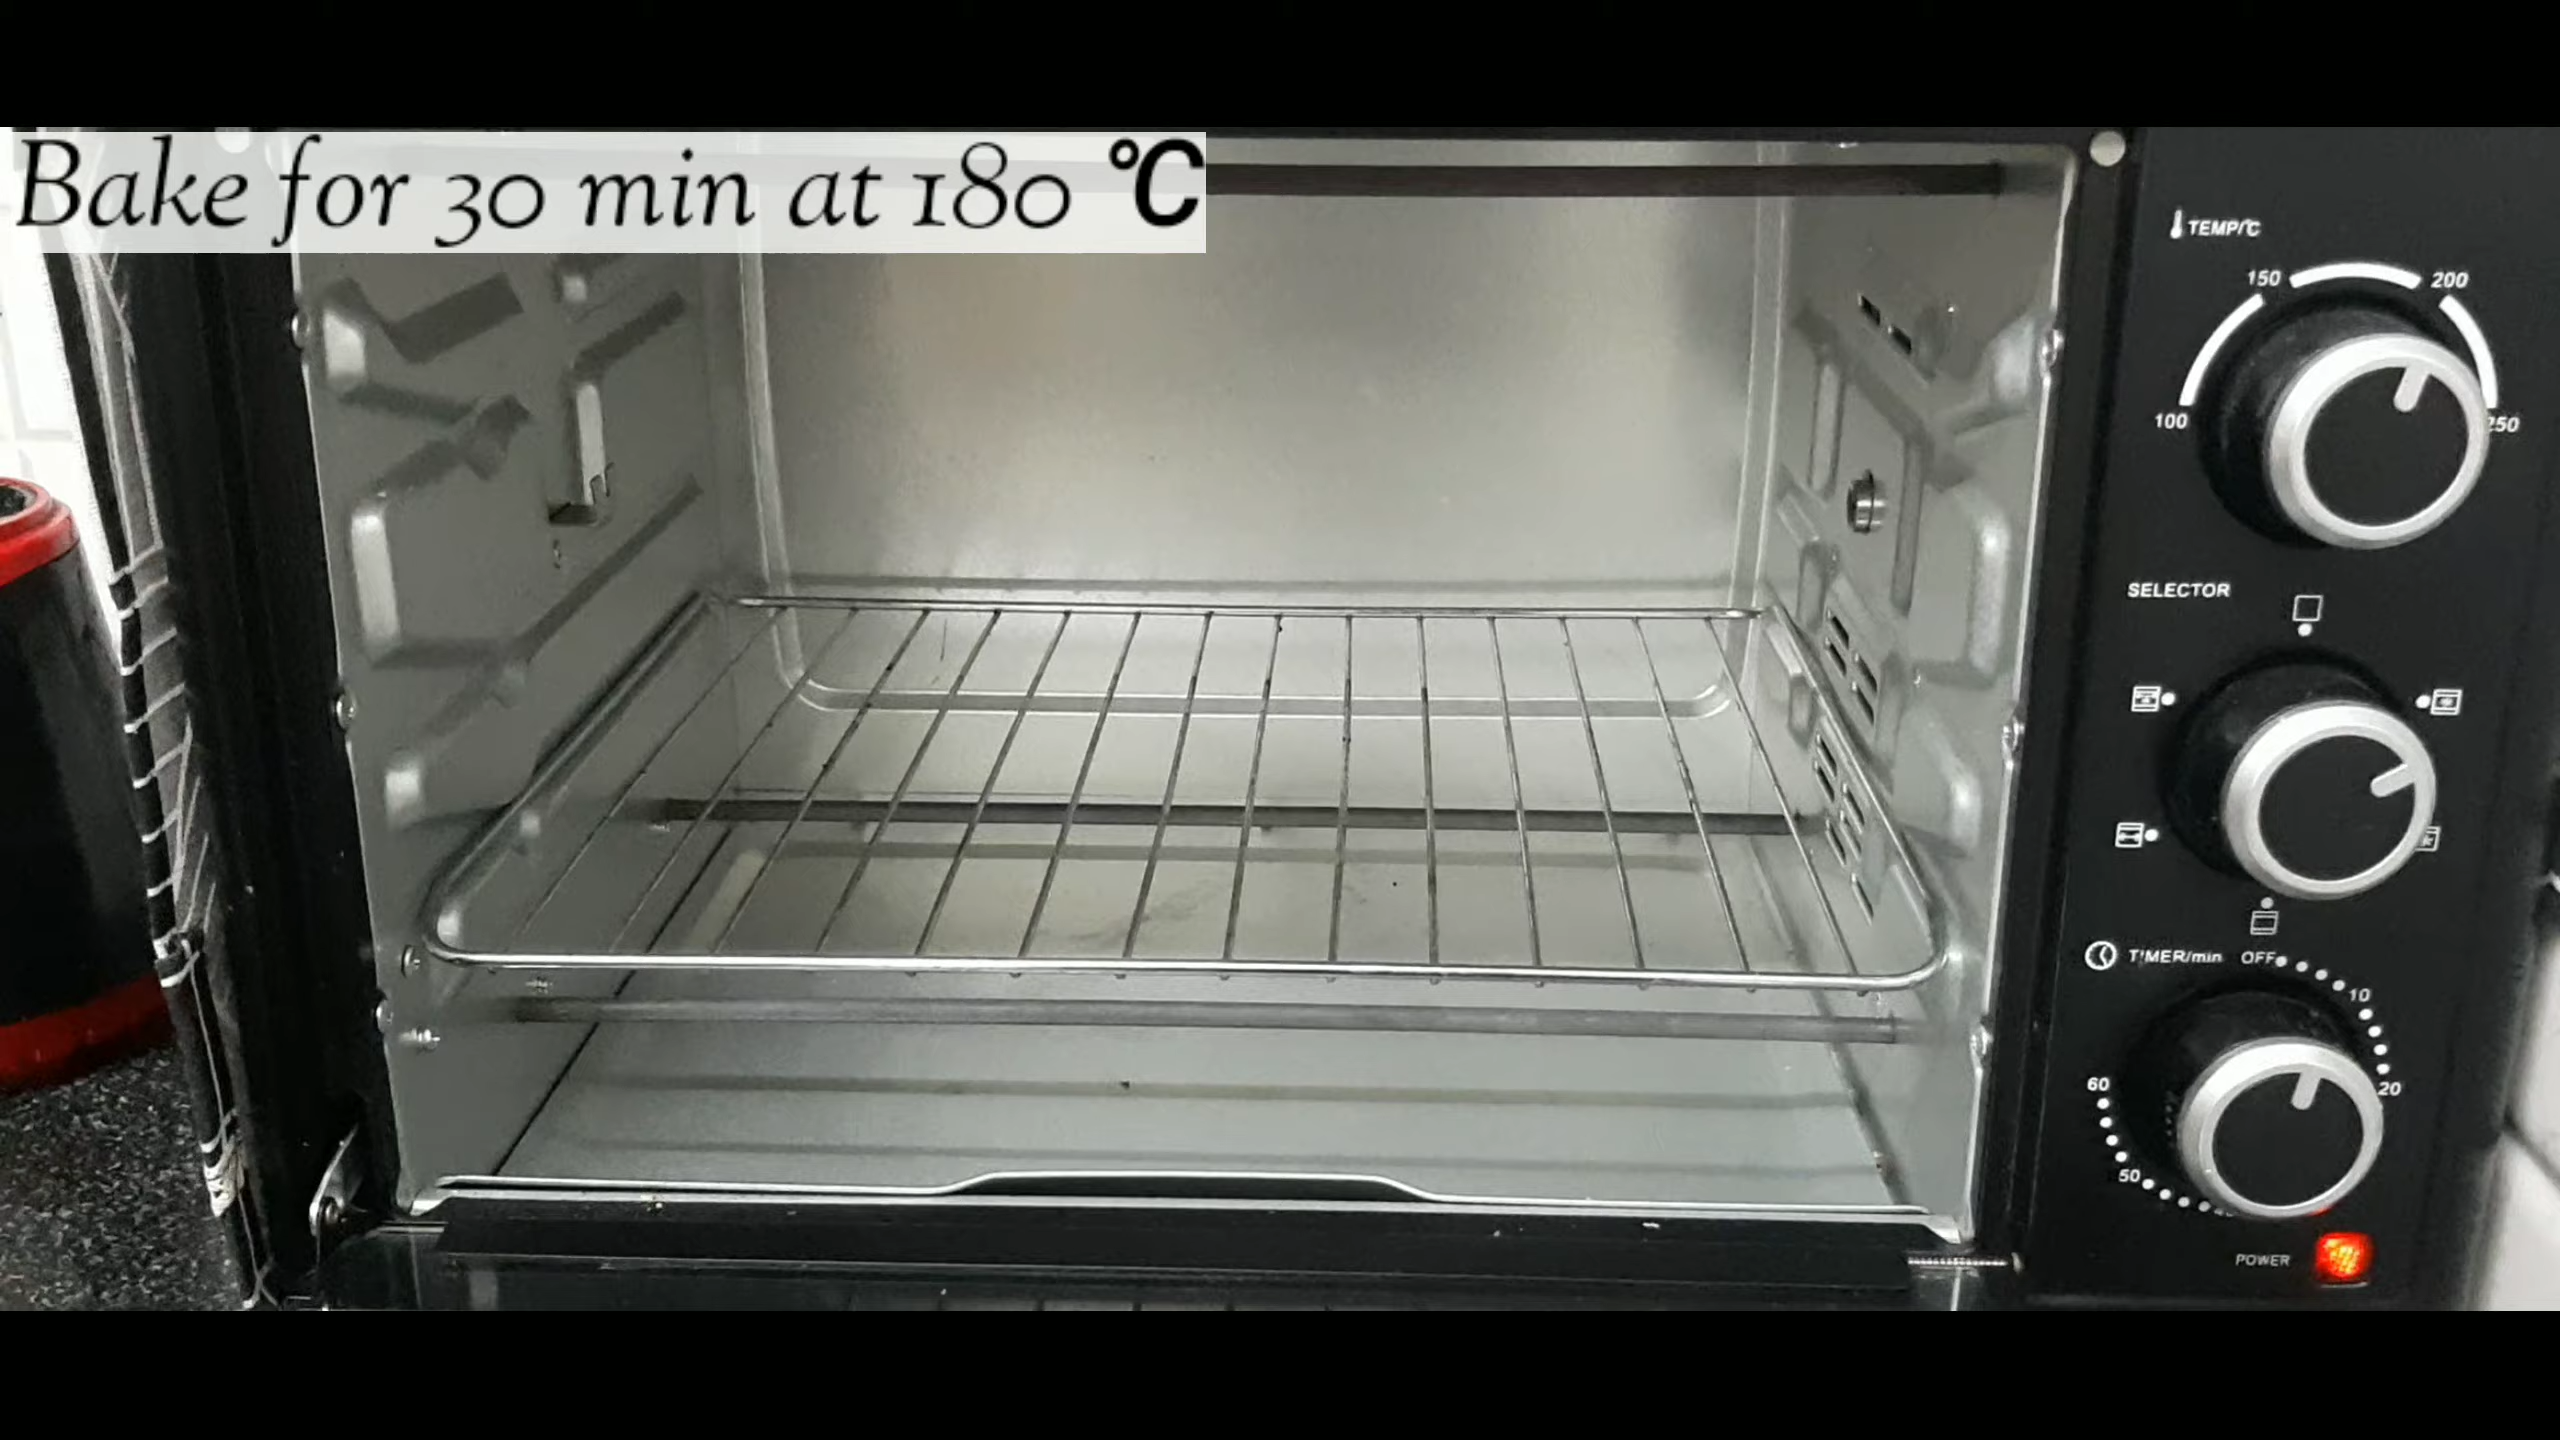 Bake for 30 min at 180 ℃
TEMP/℃
150
200
100
250
SELECTOR
TIMER/min
OFF
10
20
60
50
POWER